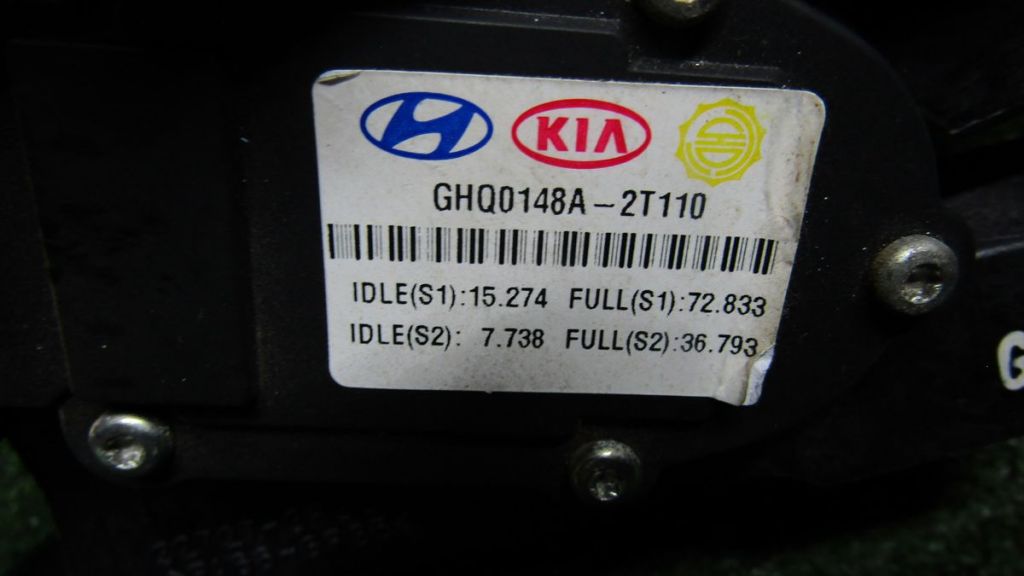 KIA
GHQ0148A-2T110
IDLE(S1):15.274 FULL(S1):72.833
IDLE(S2): 7.738 FULL(S2):36.793